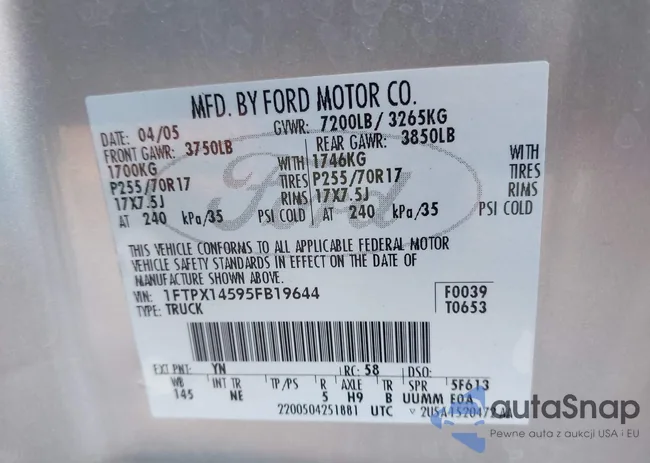 MFD. BY FORD MOTOR CO.
DATE: 04/05 GVWR: 7200LB / 3265KG
FRONT GAWR: 3750LB REAR GAWR: 3850LB
1700KG WITH 1746KG WITH
P255/70R17 TIRES P255/70R17 TIRES
17X7.5J RIMS 17X7.5J RIMS
AT 240 kPa/35 PSI COLD AT 240 kPa/35 PSI COLD
Ford
THIS VEHICLE CONFORMS TO ALL APPLICABLE FEDERAL MOTOR
VEHICLE SAFETY STANDARDS IN EFFECT ON THE DATE OF
MANUFACTURE SHOWN ABOVE.
VIN: 1FTPX14595FB19644 F0039
TYPE: TRUCK T0653
EXT PNT: YN RC: 58 DSO:
WB INT TR TP/PS R AXLE TR SPR 5F613
145 NE 5 H9 B UUMM E0A
2200504251881 UTC
autaSnap
Pewne auta z aukcji USA i EU